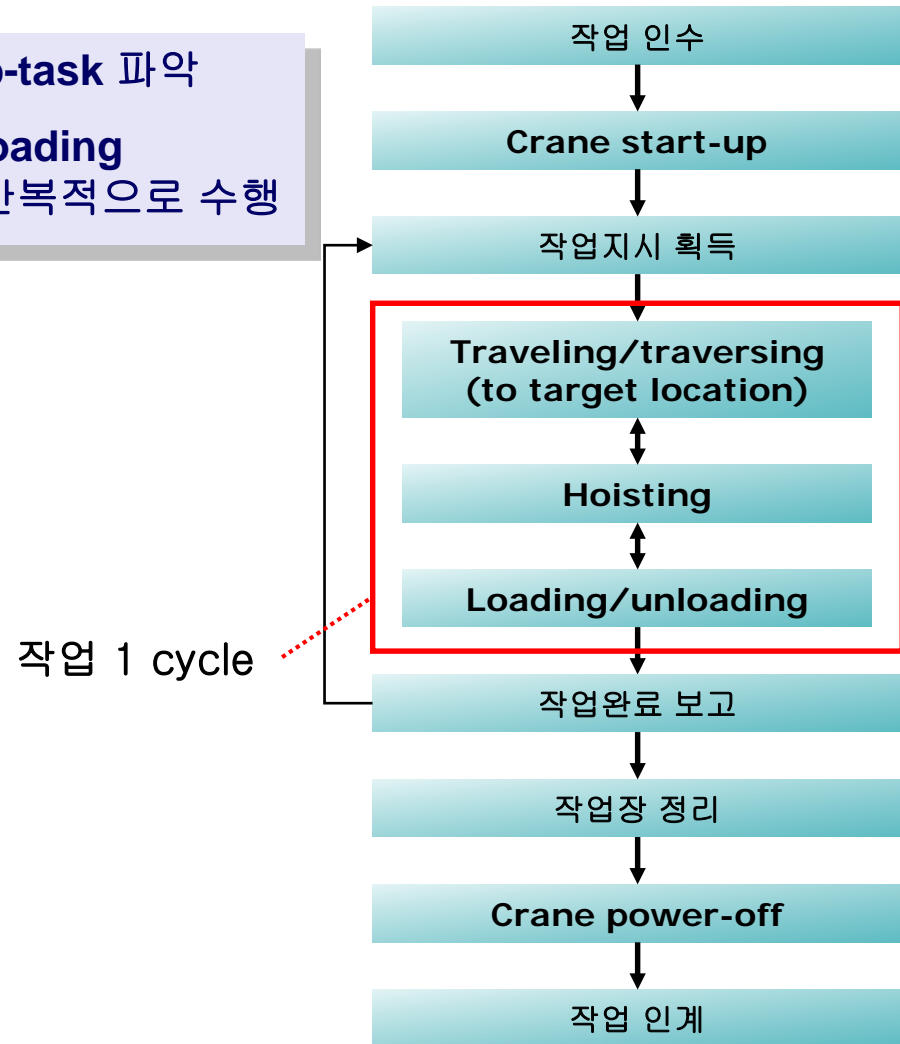 -task 파악
oading
복적으로 수행
작업 인수
Crane start-up
작업지시 획득
Traveling/traversing
(to target location)
Hoisting
Loading/unloading
작업 1 cycle
작업완료 보고
작업장 정리
Crane power-off
작업 인계